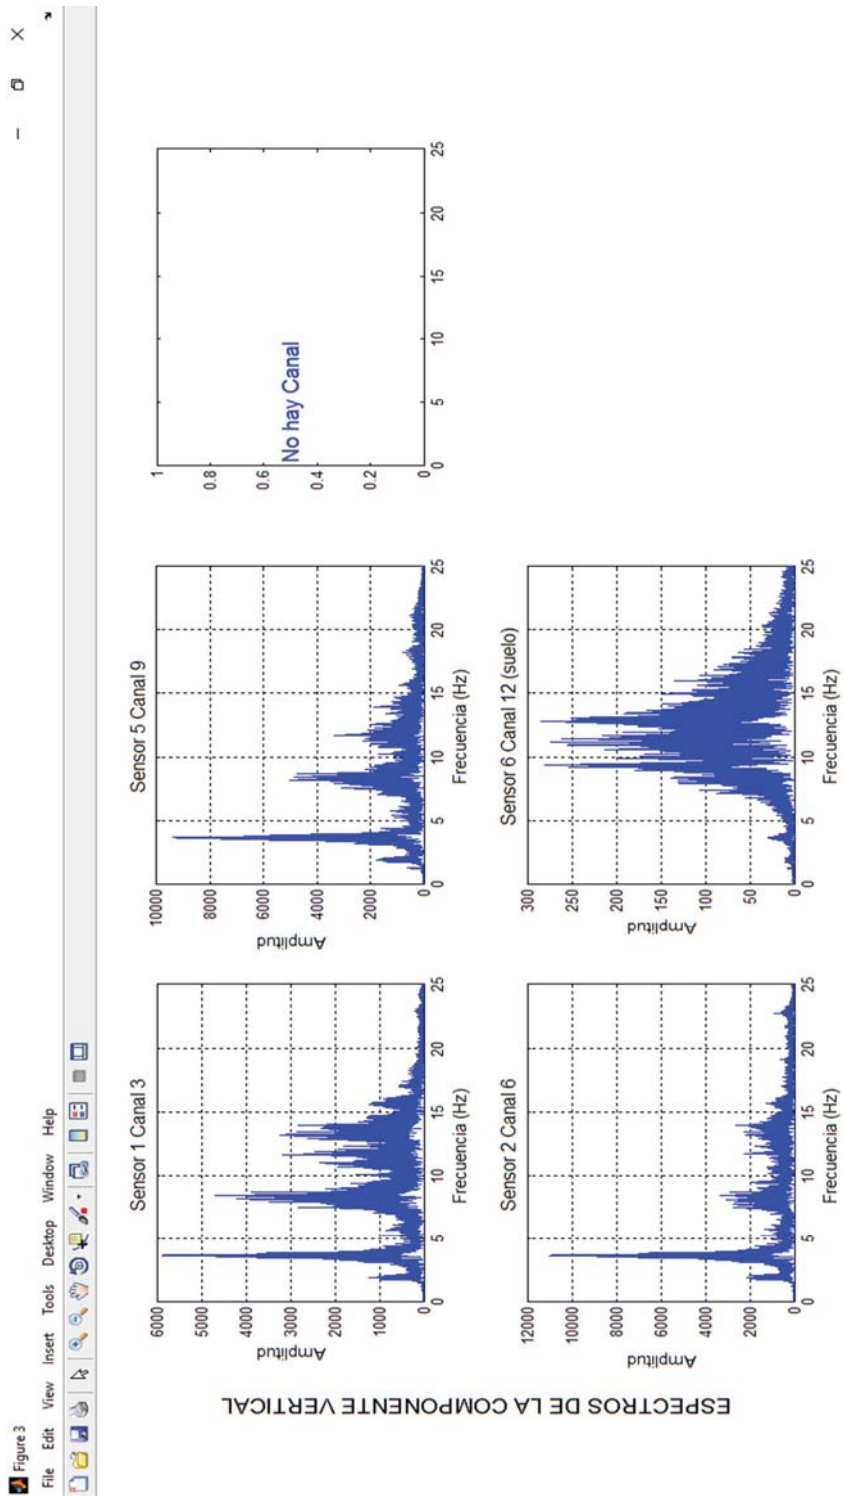 Figure 3
File Edit View Insert Tools Desktop Window Help
ESPECTROS DE LA COMPONENTE VERTICAL
Sensor 1 Canal 3
Amplitud
6000
5000
4000
3000
2000
1000
0
0 5 10 15 20 25
Frecuencia (Hz)
Sensor 5 Canal 9
Amplitud
10000
8000
6000
4000
2000
0
0 5 10 15 20 25
Frecuencia (Hz)
1
0.8
0.6
0.4
0.2
0
No hay Canal
0 5 10 15 20 25
Sensor 2 Canal 6
Amplitud
12000
10000
8000
6000
4000
2000
0
0 5 10 15 20 25
Frecuencia (Hz)
Sensor 6 Canal 12 (suelo)
Amplitud
300
250
200
150
100
50
0
0 5 10 15 20 25
Frecuencia (Hz)